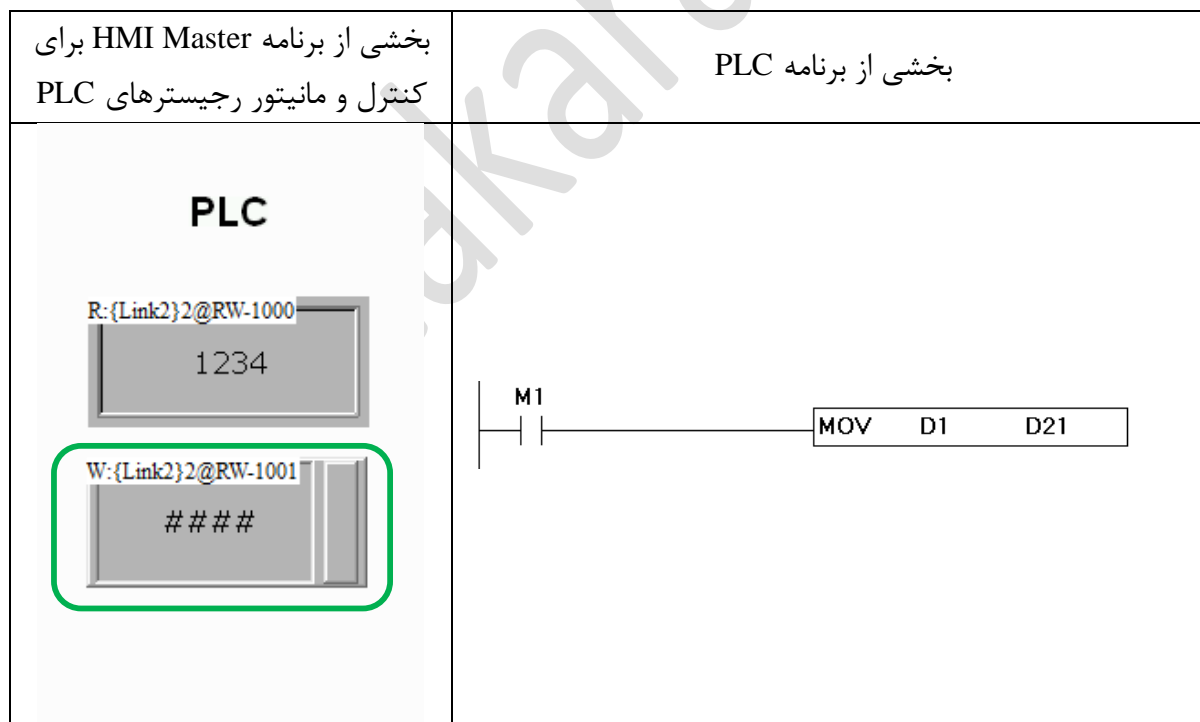 بخشی از برنامه HMI Master برای
کنترل و مانیتور رجیسترهای PLC
بخشی از برنامه PLC
PLC
R:{Link2}2@RW-1000
1234
W:{Link2}2@RW-1001
####
M1
MOV D1 D21